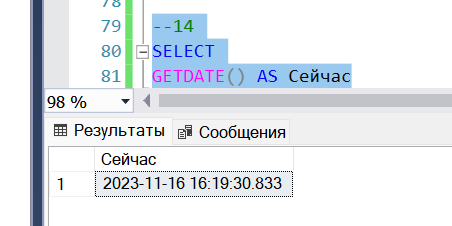 78
79 --14
80 SELECT
81 GETDATE() AS Сейчас
98 %
Результаты Сообщения
Сейчас
1 2023-11-16 16:19:30.833